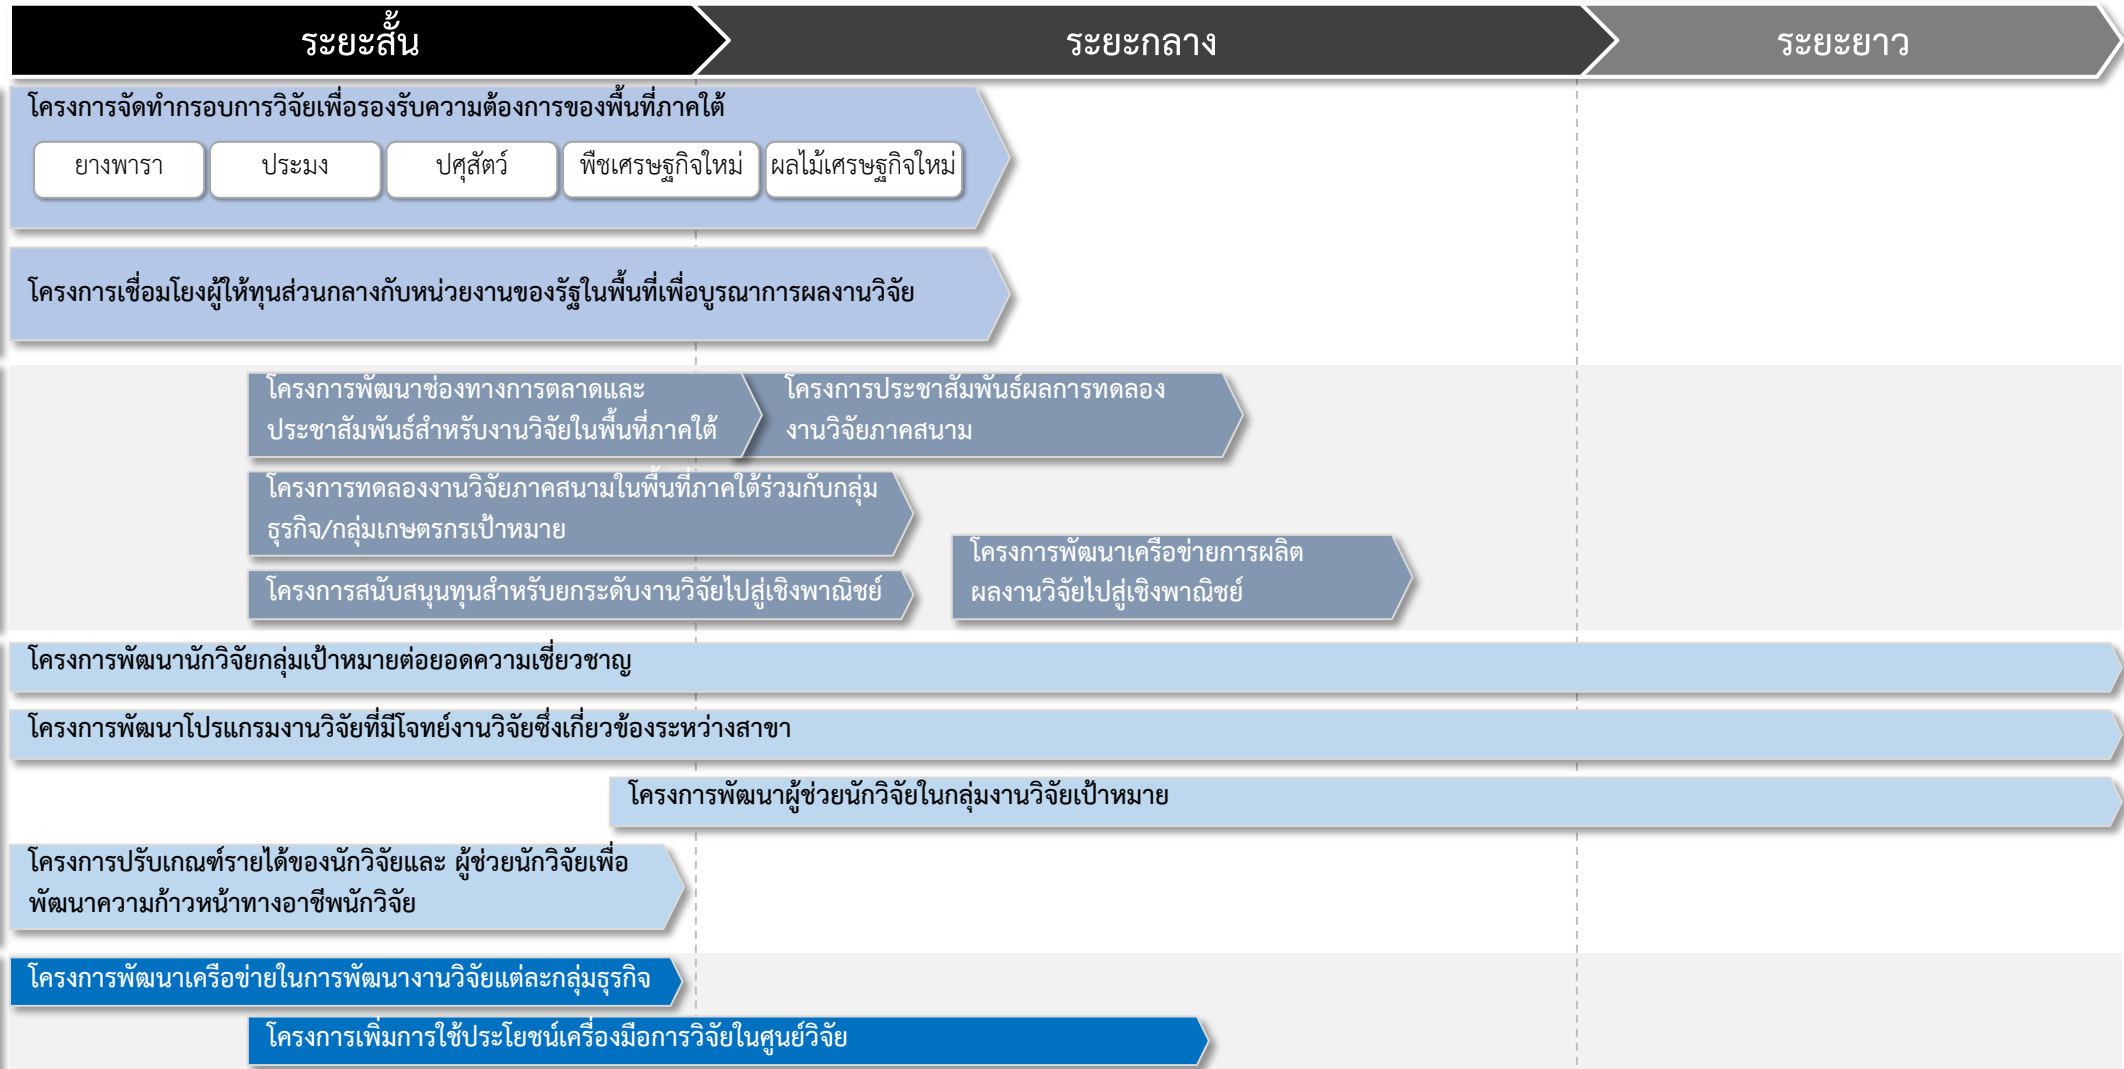 ระยะสั้น
ระยะกลาง
ระยะยาว
โครงการจัดทำกรอบการวิจัยเพื่อรองรับความต้องการของพื้นที่ภาคใต้
ยางพารา
ประมง
ปศุสัตว์
พืชเศรษฐกิจใหม่
ผลไม้เศรษฐกิจใหม่
โครงการเชื่อมโยงผู้ให้ทุนส่วนกลางกับหน่วยงานของรัฐในพื้นที่เพื่อบูรณาการผลงานวิจัย
โครงการพัฒนาช่องทางการตลาดและ
ประชาสัมพันธ์สำหรับงานวิจัยในพื้นที่ภาคใต้
โครงการประชาสัมพันธ์ผลการทดลอง
งานวิจัยภาคสนาม
โครงการทดลองงานวิจัยภาคสนามในพื้นที่ภาคใต้ร่วมกับกลุ่ม
ธุรกิจ/กลุ่มเกษตรกรเป้าหมาย
โครงการพัฒนาเครือข่ายการผลิต
ผลงานวิจัยไปสู่เชิงพาณิชย์
โครงการสนับสนุนทุนสำหรับยกระดับงานวิจัยไปสู่เชิงพาณิชย์
โครงการพัฒนานักวิจัยกลุ่มเป้าหมายต่อยอดความเชี่ยวชาญ
โครงการพัฒนาโปรแกรมงานวิจัยที่มีโจทย์งานวิจัยซึ่งเกี่ยวข้องระหว่างสาขา
โครงการพัฒนาผู้ช่วยนักวิจัยในกลุ่มงานวิจัยเป้าหมาย
โครงการปรับเกณฑ์รายได้ของนักวิจัยและ ผู้ช่วยนักวิจัยเพื่อ
พัฒนาความก้าวหน้าทางอาชีพนักวิจัย
โครงการพัฒนาเครือข่ายในการพัฒนางานวิจัยแต่ละกลุ่มธุรกิจ
โครงการเพิ่มการใช้ประโยชน์เครื่องมือการวิจัยในศูนย์วิจัย